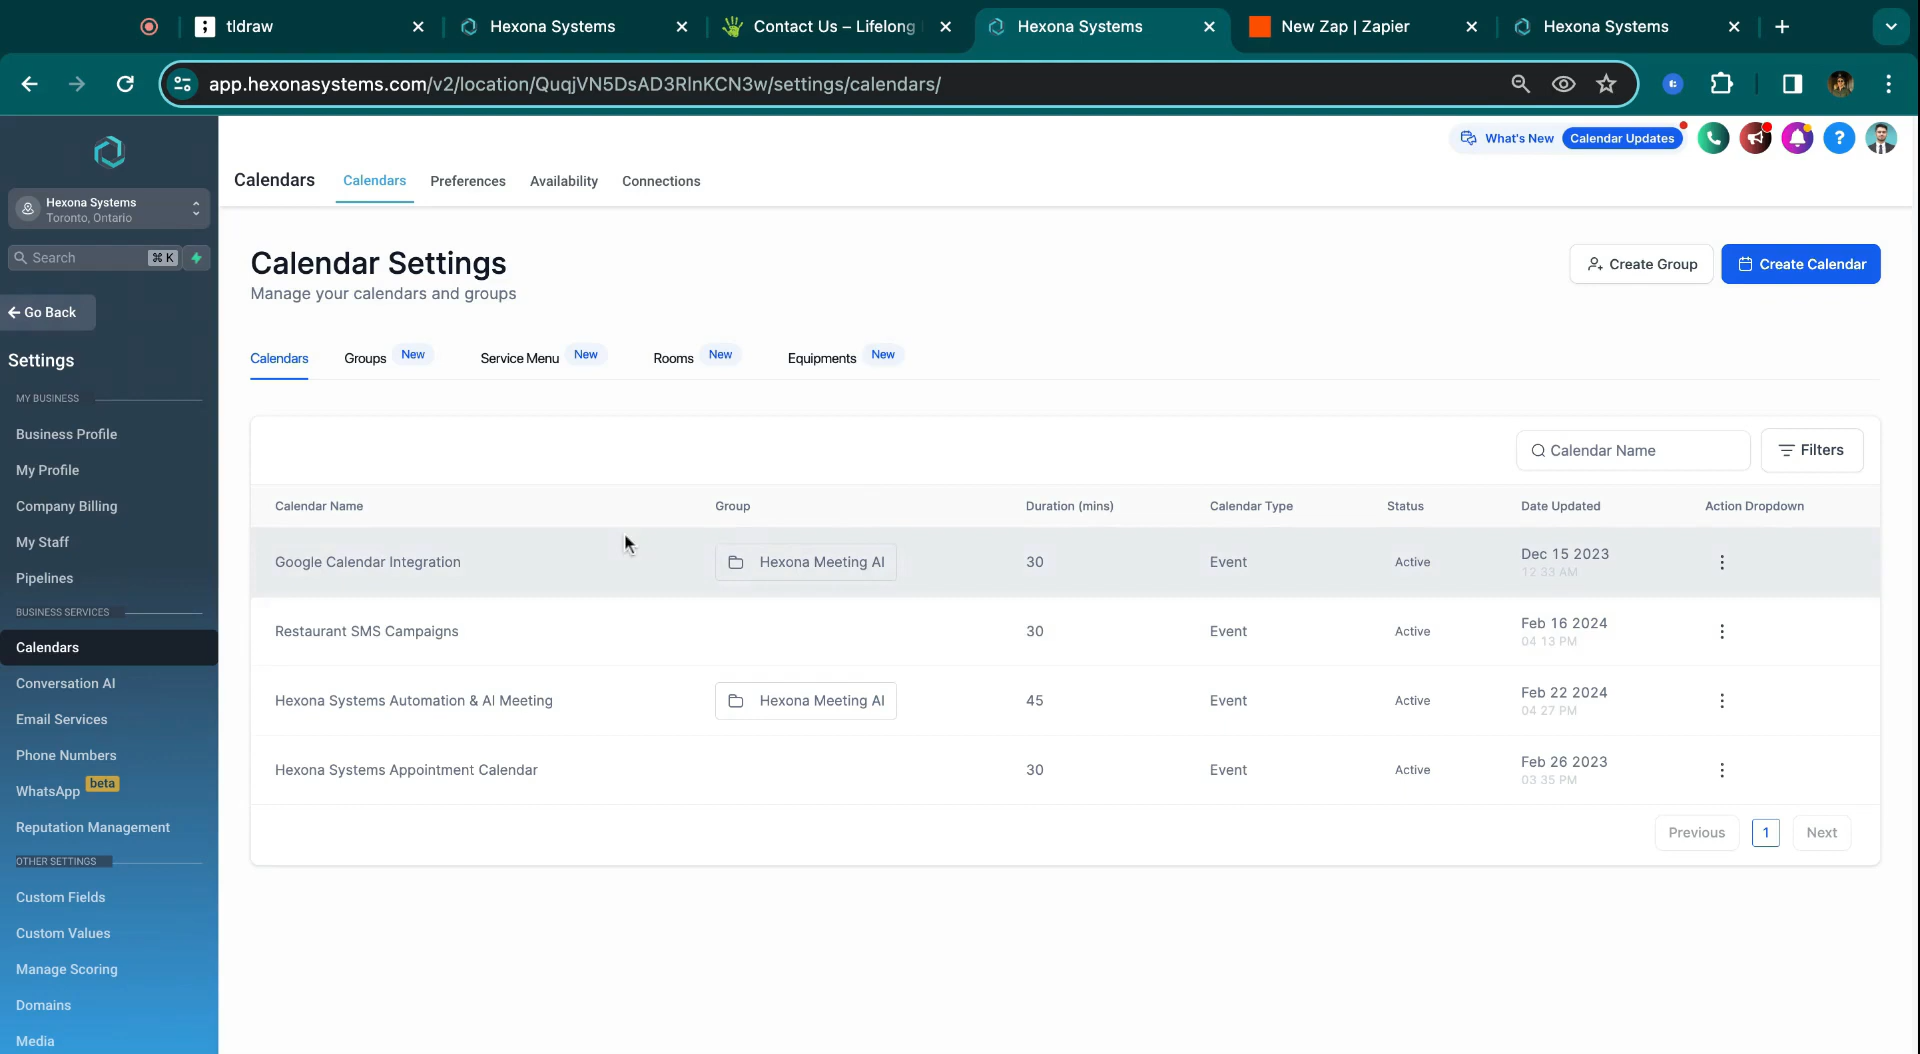 tldraw
Hexona Systems
Contact Us – Lifelong
Hexona Systems
New Zap | Zapier
Hexona Systems
app.hexonasystems.com/v2/location/QuqjVN5DsAD3RlnKCN3w/settings/calendars/
What's New
Calendar Updates
Hexona Systems
Toronto, Ontario
Search
⌘ K
Go Back
Settings
MY BUSINESS
Business Profile
My Profile
Company Billing
My Staff
Pipelines
BUSINESS SERVICES
Calendars
Conversation AI
Email Services
Phone Numbers
WhatsApp beta
Reputation Management
OTHER SETTINGS
Custom Fields
Custom Values
Manage Scoring
Domains
Media
Calendars
Calendars
Preferences
Availability
Connections
Calendar Settings
Manage your calendars and groups
Create Group
Create Calendar
Calendars
Groups New
Service Menu New
Rooms New
Equipments New
Calendar Name
Filters
Calendar Name Group Duration (mins) Calendar Type Status Date Updated Action Dropdown
Google Calendar Integration Hexona Meeting AI 30 Event Active Dec 15 2023
12 33 AM
Restaurant SMS Campaigns 30 Event Active Feb 16 2024
04 13 PM
Hexona Systems Automation & AI Meeting Hexona Meeting AI 45 Event Active Feb 22 2024
04 27 PM
Hexona Systems Appointment Calendar 30 Event Active Feb 26 2023
03 35 PM
Previous 1 Next